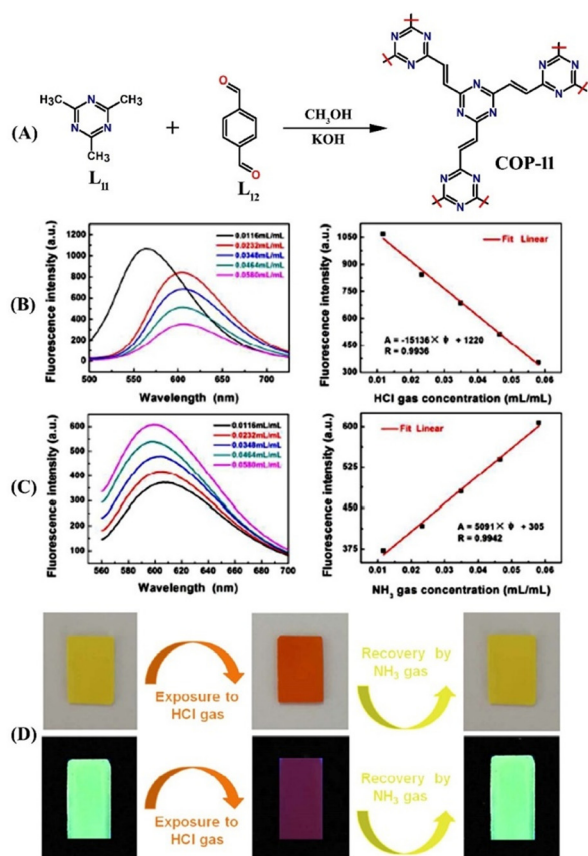 (A)
CH3
H3C
N
N
N
CH3
L11
+
O
O
L12
CH3OH
KOH
N
N
N
N
N
N
N
N
N
N
N
N
COP-11
(B)
Fluorescence intensity (a.u.)
1200
1000
800
600
400
200
0
0.0116mL/mL
0.0232mL/mL
0.0348mL/mL
0.0464mL/mL
0.0580mL/mL
500 550 600 650 700
Wavelength (nm)
Fluorescence intensity (a.u.)
1050
900
750
600
450
300
Fit Linear
A = -15136 × ψ + 1220
R = 0.9936
0.01 0.02 0.03 0.04 0.05 0.06
HCl gas concentration (mL/mL)
(C)
Fluorescence intensity (a.u.)
600
500
400
300
200
100
0.0116mL/mL
0.0232mL/mL
0.0348mL/mL
0.0464mL/mL
0.0580mL/mL
560 580 600 620 640 660 680 700
Wavelength (nm)
Fluorescence intensity (a.u.)
600
525
450
375
Fit Linear
A = 5091 × ψ + 305
R = 0.9942
0.01 0.02 0.03 0.04 0.05 0.06
NH3 gas concentration (mL/mL)
(D)
Exposure to
HCl gas
Recovery by
NH3 gas
Exposure to
HCl gas
Recovery by
NH3 gas